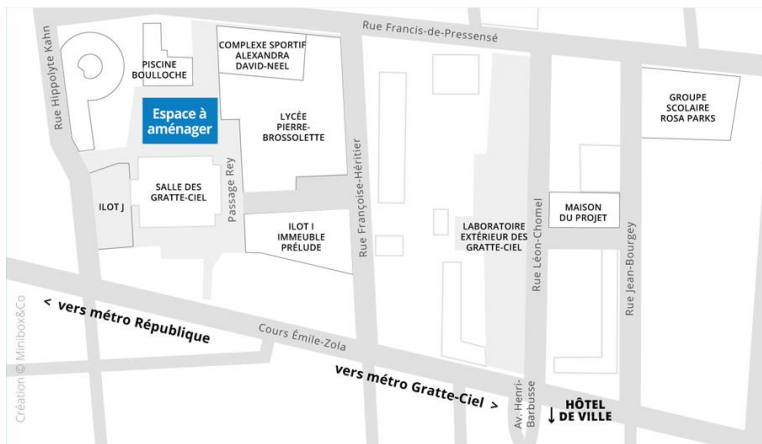 Rue Francis-de-Pressensé
COMPLEXE SPORTIF
ALEXANDRA
DAVID-NEEL
PISCINE
BOULLOCHE
Rue Hippolyte Kahn
Espace à
aménager
LYCÉE
PIERRE-
BROSSOLETTE
GROUPE
SCOLAIRE
ROSA PARKS
SALLE DES
GRATTE-CIEL
Passage Rey
ILOT J
ILOT I
IMMEUBLE
PRÉLUDE
Rue Françoise-Héritier
LABORATOIRE
EXTÉRIEUR DES
GRATTE-CIEL
Rue Léon-Chomel
MAISON
DU PROJET
Rue Jean-Bourgey
< vers métro République
Cours Émile-Zola
vers métro Gratte-Ciel >
Av. Henri-
Barbusse
↓ HÔTEL
DE VILLE
Création © Minibox&Co